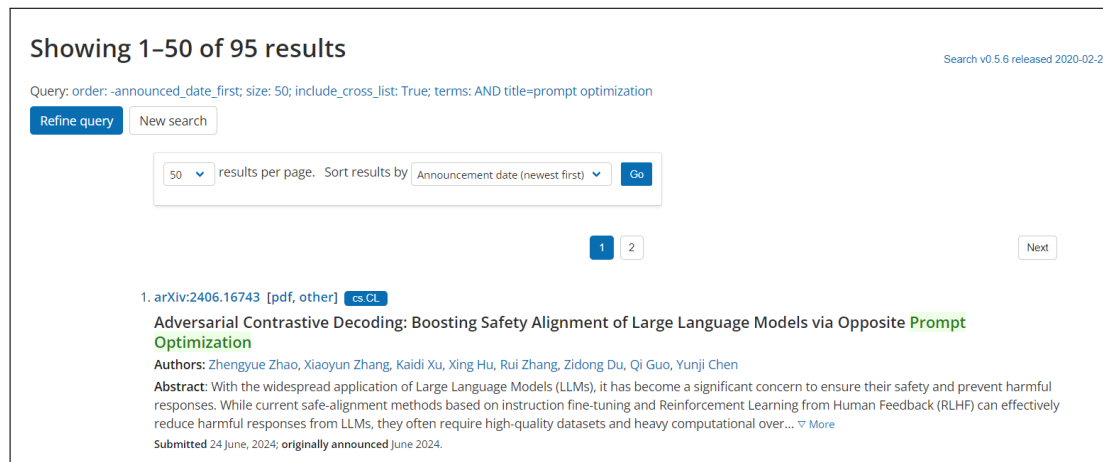 Showing 1–50 of 95 results
Search v0.5.6 released 2020-02-2
Query: order: -announced_date_first; size: 50; include_cross_list: True; terms: AND title=prompt optimization
Refine query New search
50 results per page. Sort results by Announcement date (newest first) Go
1 2 Next
1. arXiv:2406.16743 [pdf, other] cs.CL
Adversarial Contrastive Decoding: Boosting Safety Alignment of Large Language Models via Opposite Prompt
Optimization
Authors: Zhengyue Zhao, Xiaoyun Zhang, Kaidi Xu, Xing Hu, Rui Zhang, Zidong Du, Qi Guo, Yunji Chen
Abstract: With the widespread application of Large Language Models (LLMs), it has become a significant concern to ensure their safety and prevent harmful
responses. While current safe-alignment methods based on instruction fine-tuning and Reinforcement Learning from Human Feedback (RLHF) can effectively
reduce harmful responses from LLMs, they often require high-quality datasets and heavy computational over... ▽ More
Submitted 24 June, 2024; originally announced June 2024.